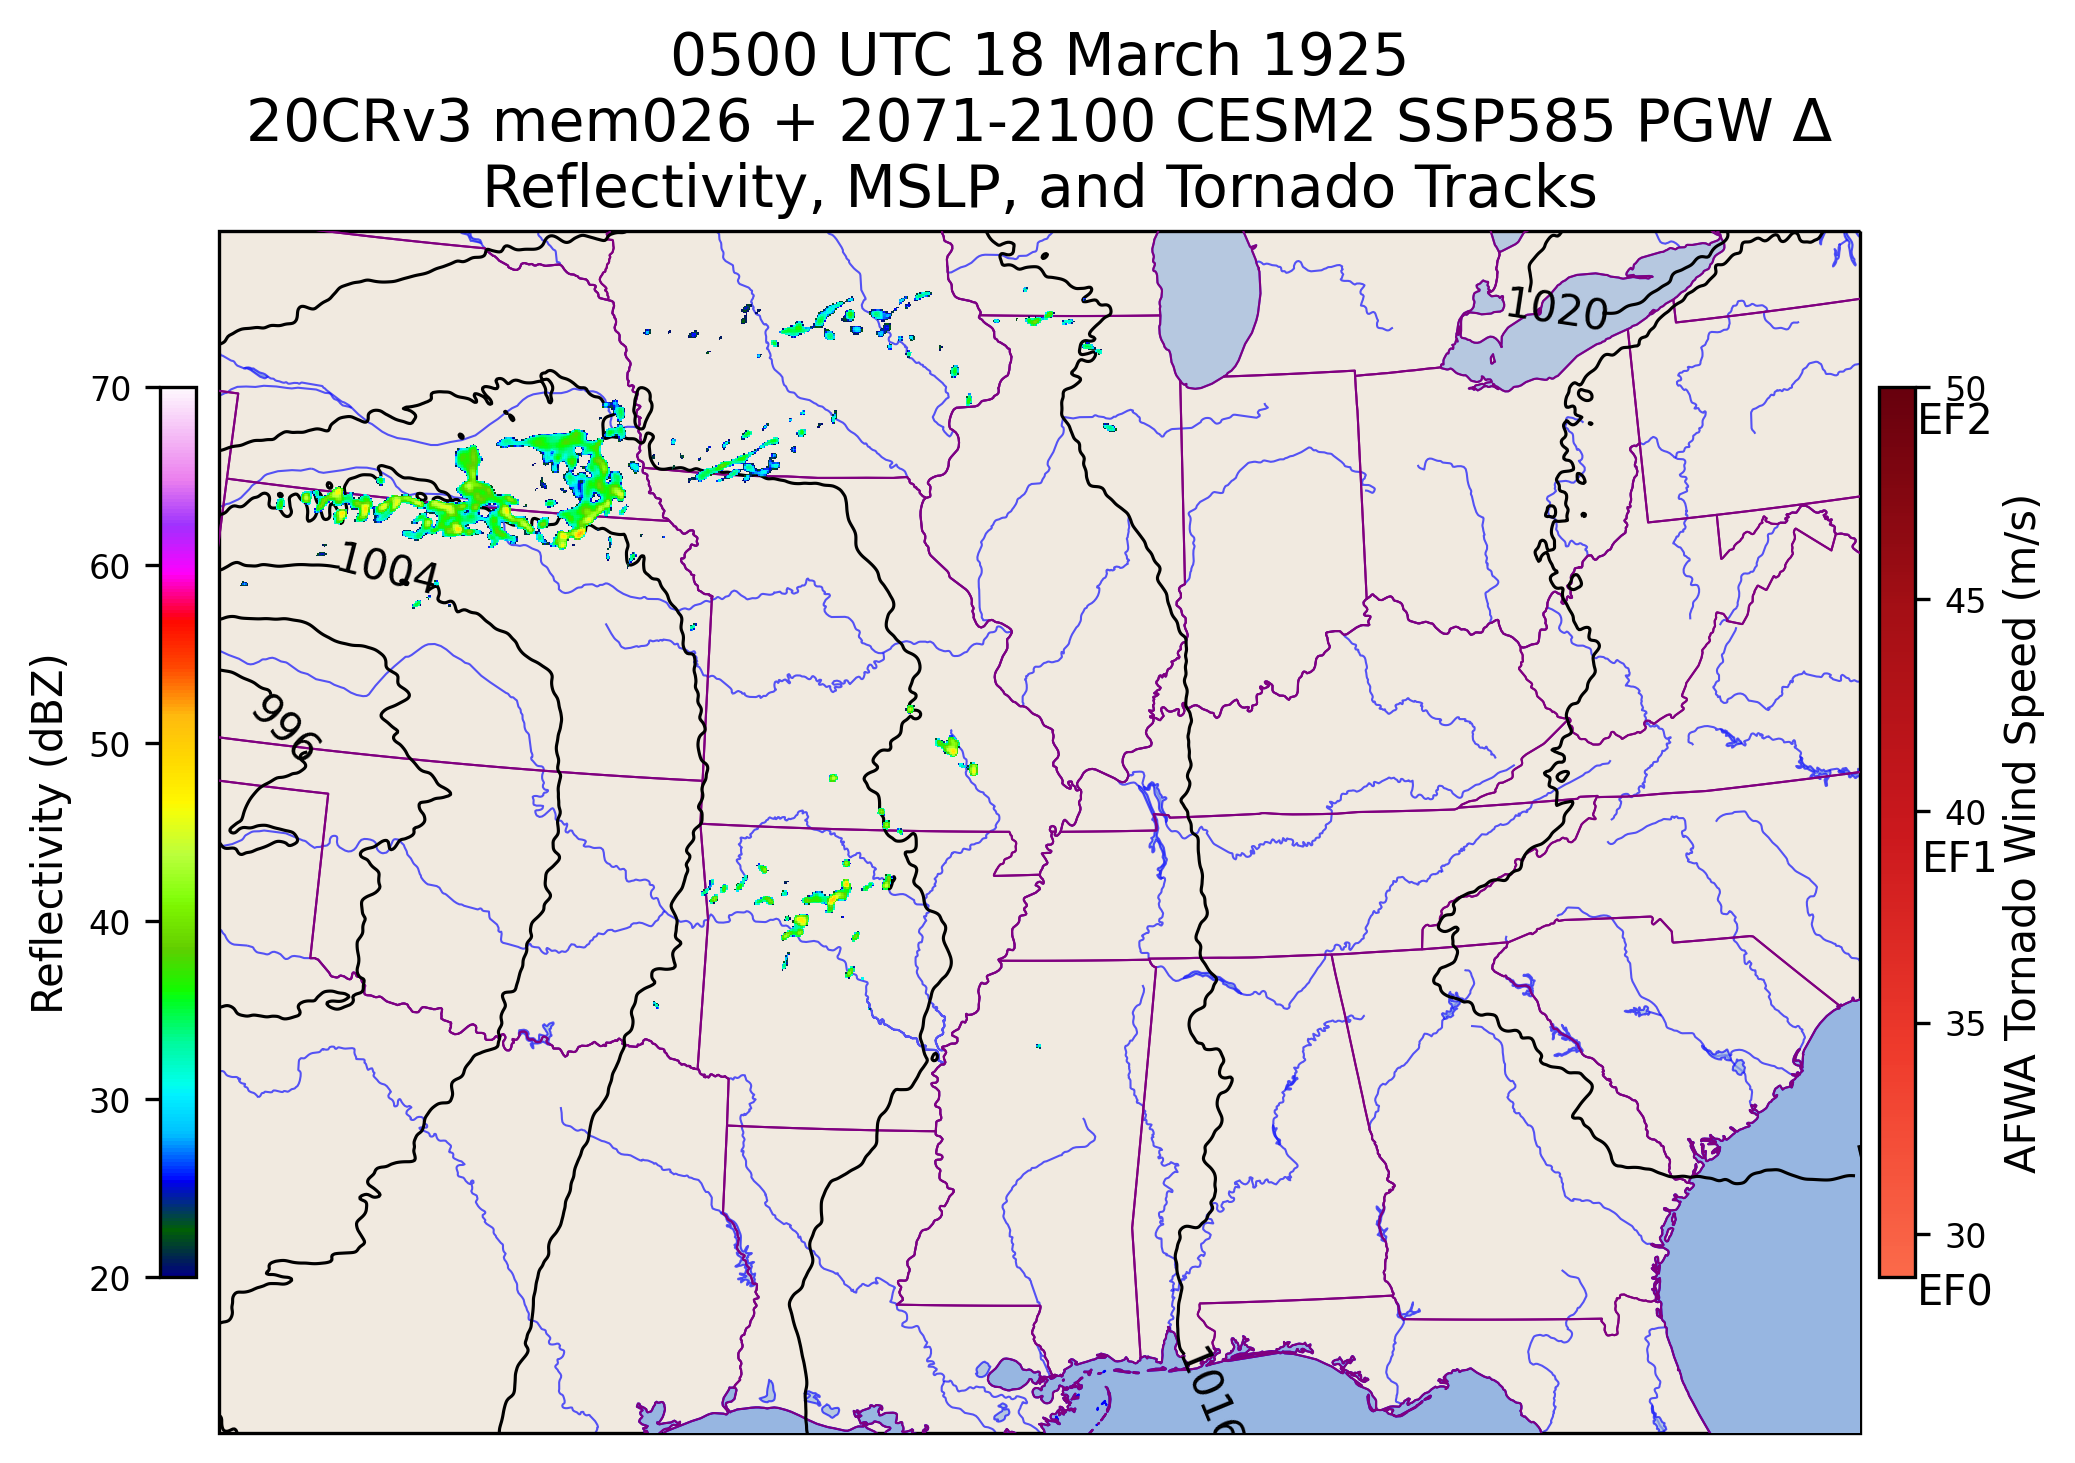 0500 UTC 18 March 1925
20CRv3 mem026 + 2071-2100 CESM2 SSP585 PGW Δ
Reflectivity, MSLP, and Tornado Tracks
1020
1004
996
1016
70
60
50
40
30
20
Reflectivity (dBZ)
50
EF2
45
40
EF1
35
30
EF0
AFWA Tornado Wind Speed (m/s)